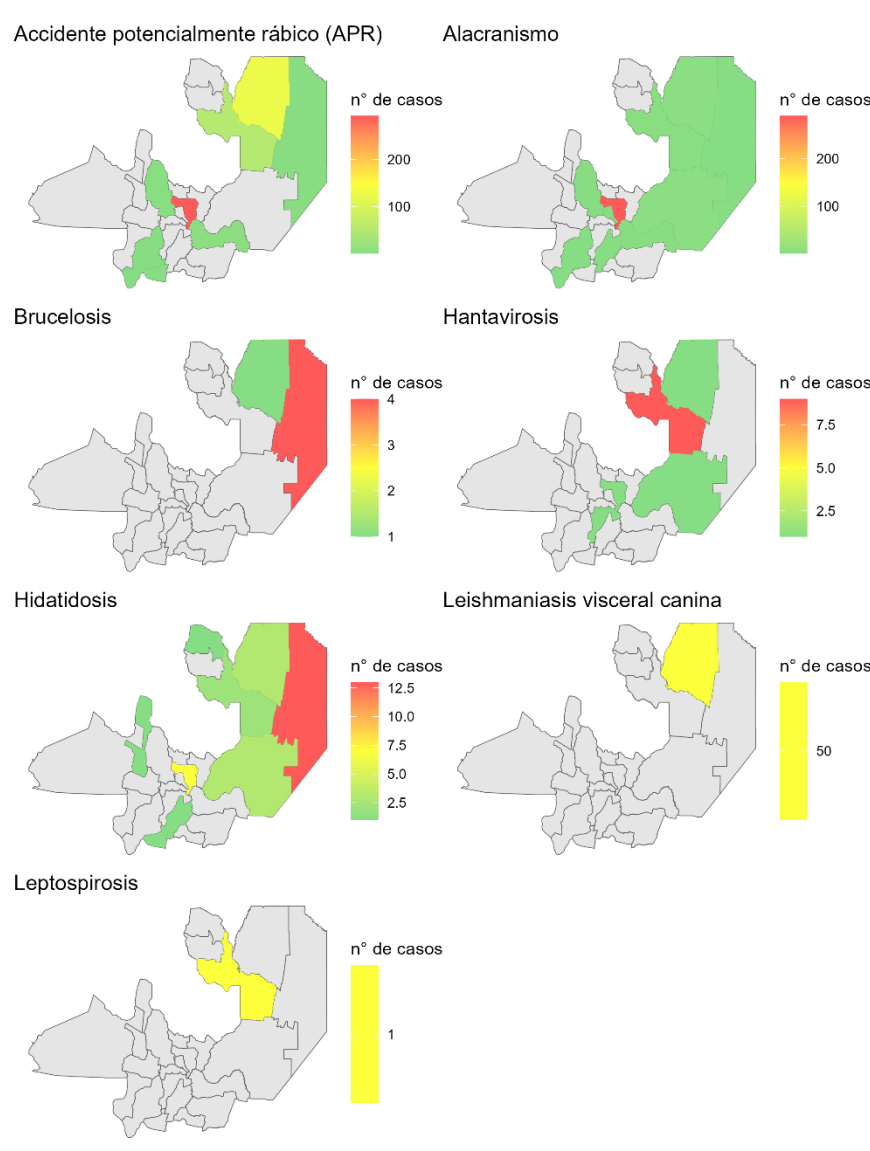 Accidente potencialmente rábico (APR)
n° de casos
200
100
Alacranismo
n° de casos
200
100
Brucelosis
n° de casos
4
3
2
1
Hantavirosis
n° de casos
7.5
5.0
2.5
Hidatidosis
n° de casos
12.5
10.0
7.5
5.0
2.5
Leishmaniasis visceral canina
n° de casos
50
Leptospirosis
n° de casos
1